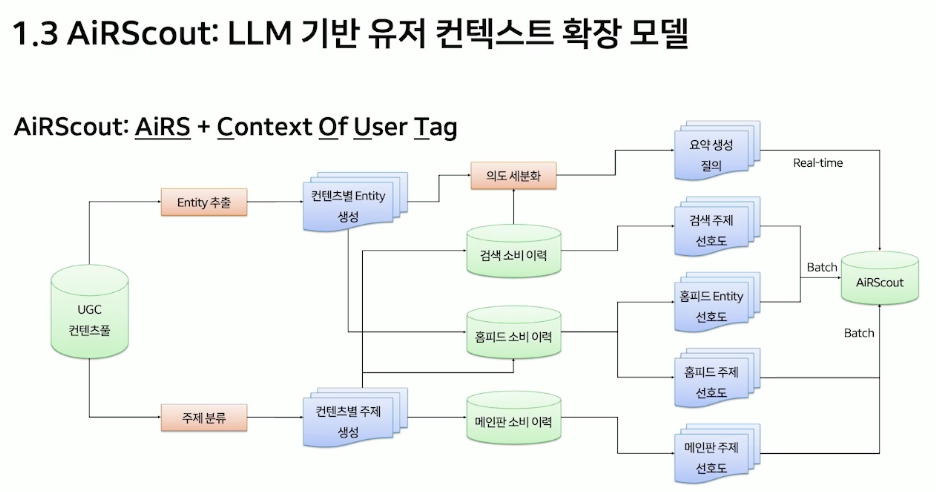 1.3 AiRScout: LLM 기반 유저 컨텍스트 확장 모델
AiRScout: AiRS + Context Of User Tag
요약 생성
질의
Real-time
의도 세분화
Entity 추출
컨텐츠별 Entity
생성
검색 주제
선호도
검색 소비 이력
Batch
AiRScout
UGC
컨텐츠풀
홈피드 Entity
선호도
홈피드 소비 이력
Batch
홈피드 주제
선호도
주제 분류
컨텐츠별 주제
생성
메인판 소비 이력
메인판 주제
선호도